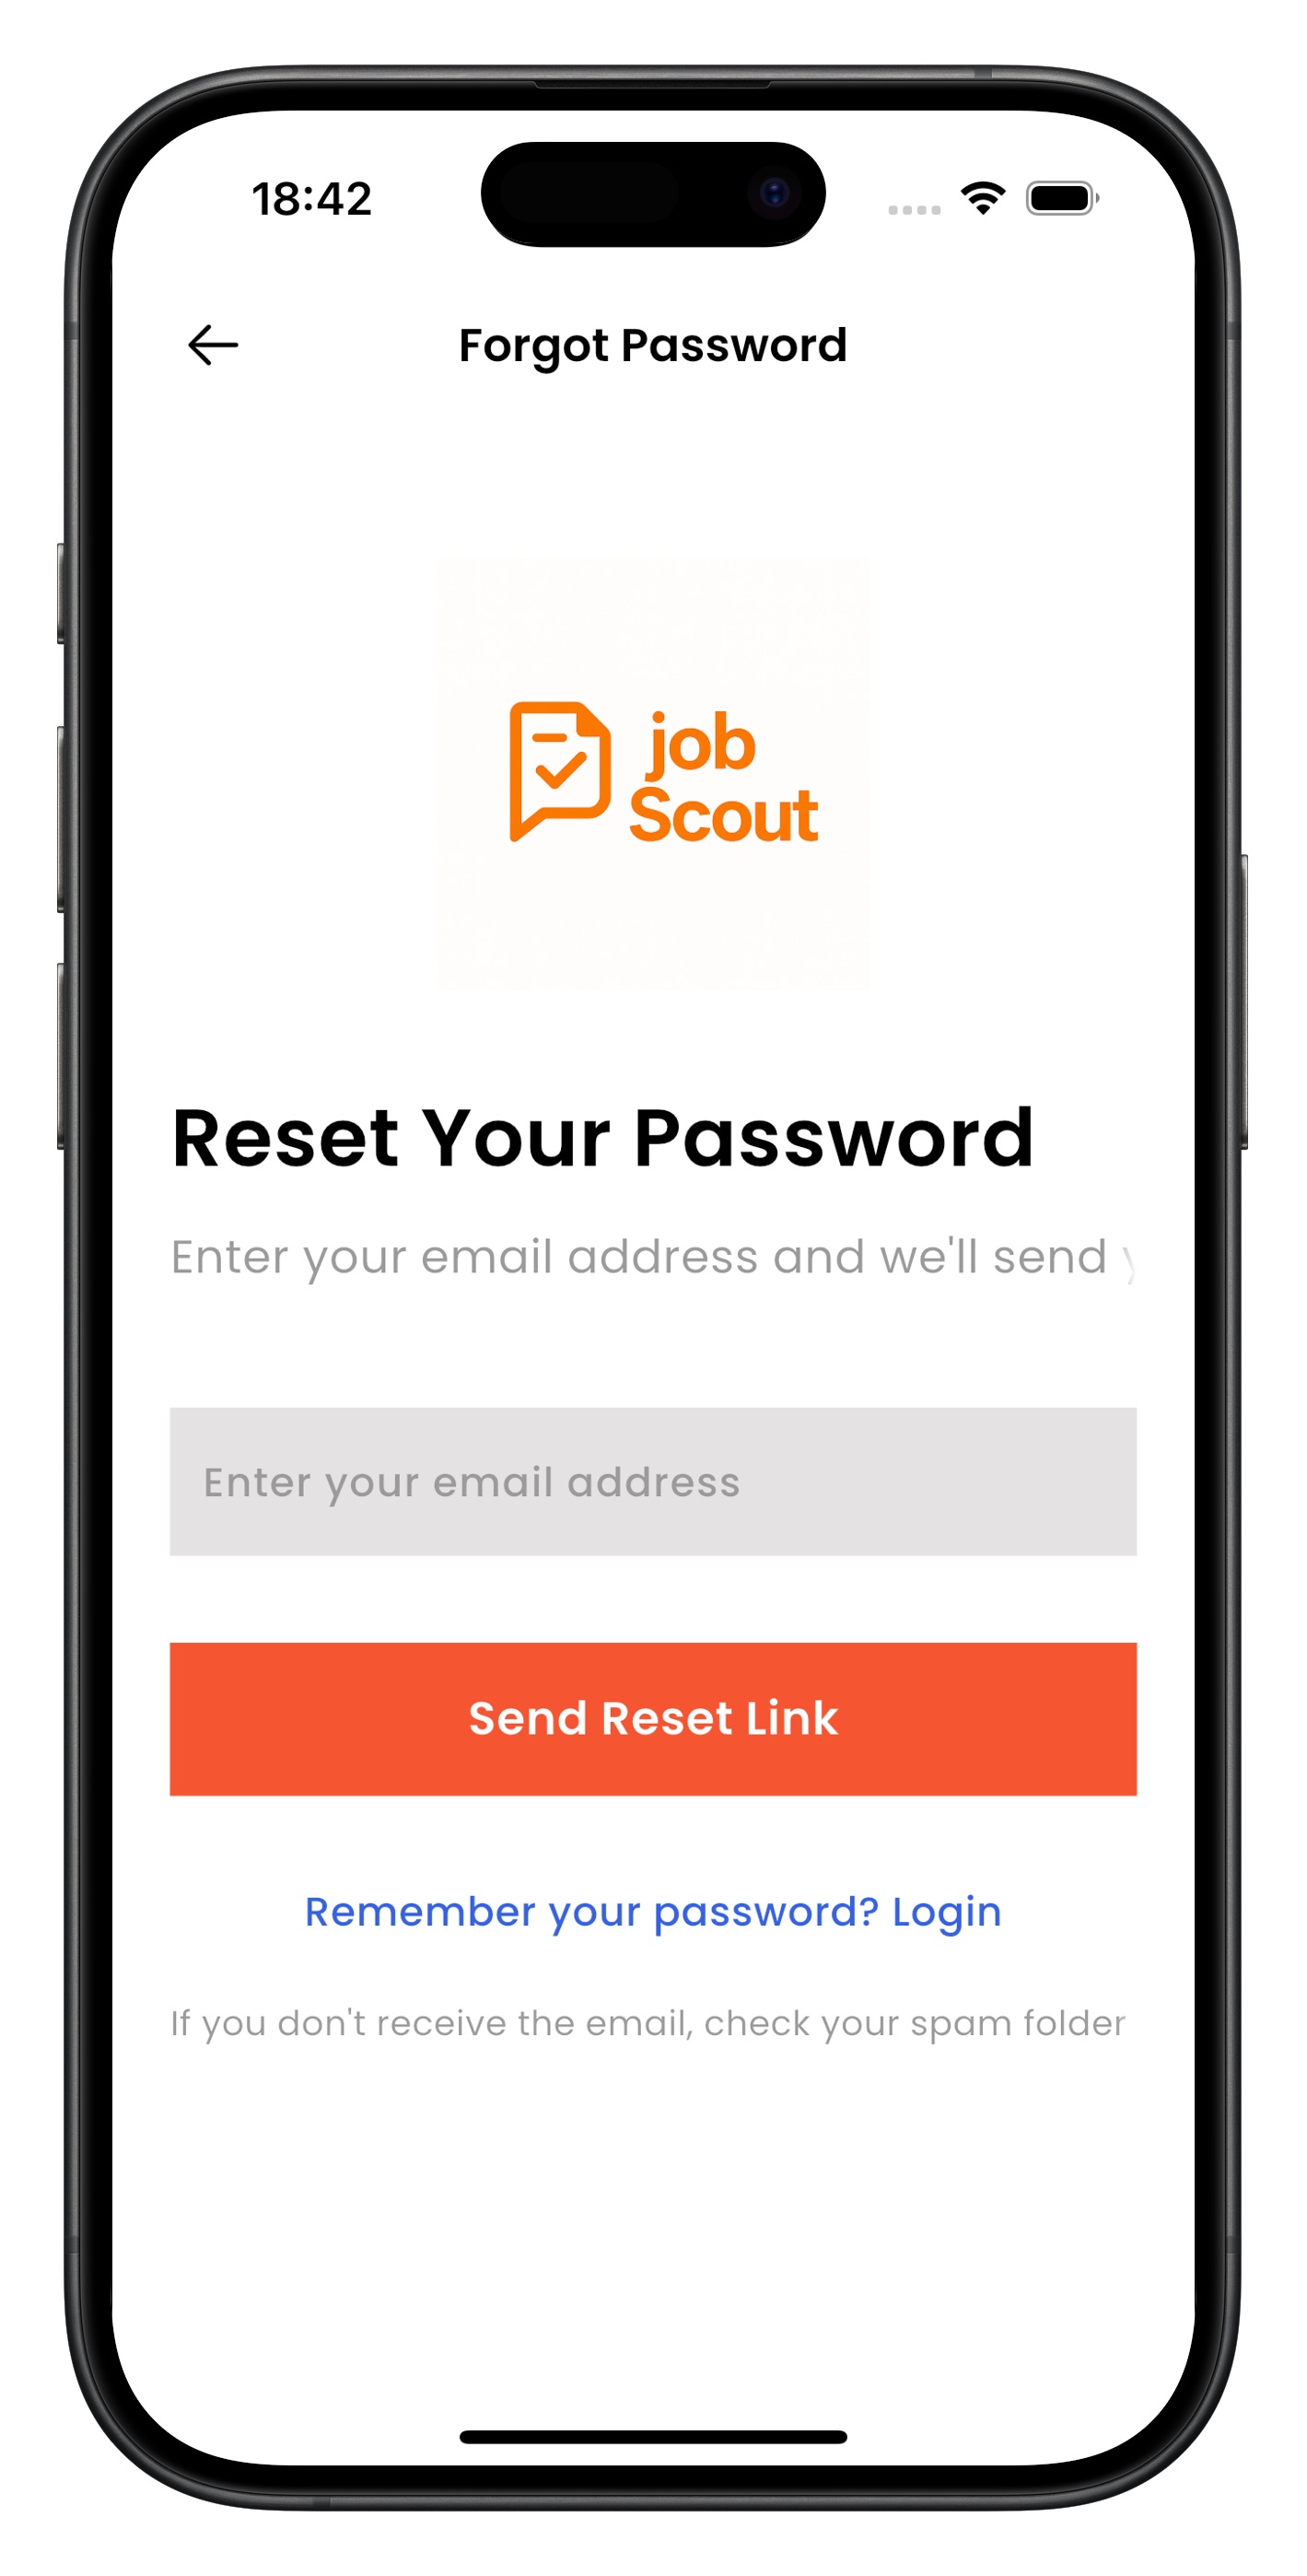 18:42
Forgot Password
job
Scout
Reset Your Password
Enter your email address and we'll send
Enter your email address
Send Reset Link
Remember your password? Login
If you don't receive the email, check your spam folder